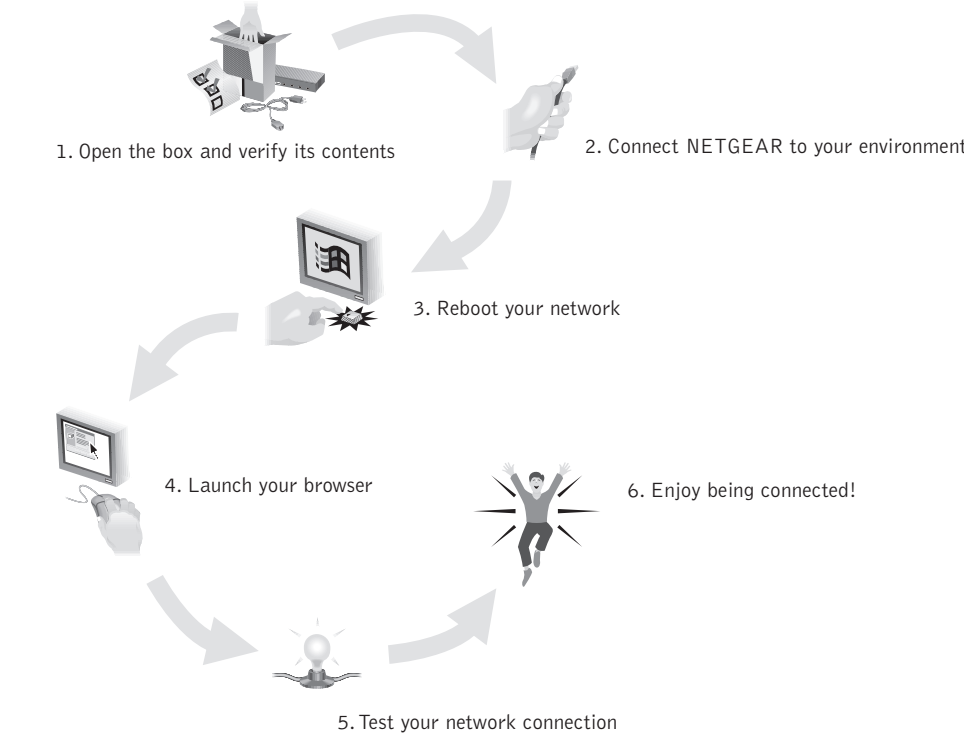 1. Open the box and verify its contents
2. Connect NETGEAR to your environment
3. Reboot your network
4. Launch your browser
6. Enjoy being connected!
5. Test your network connection